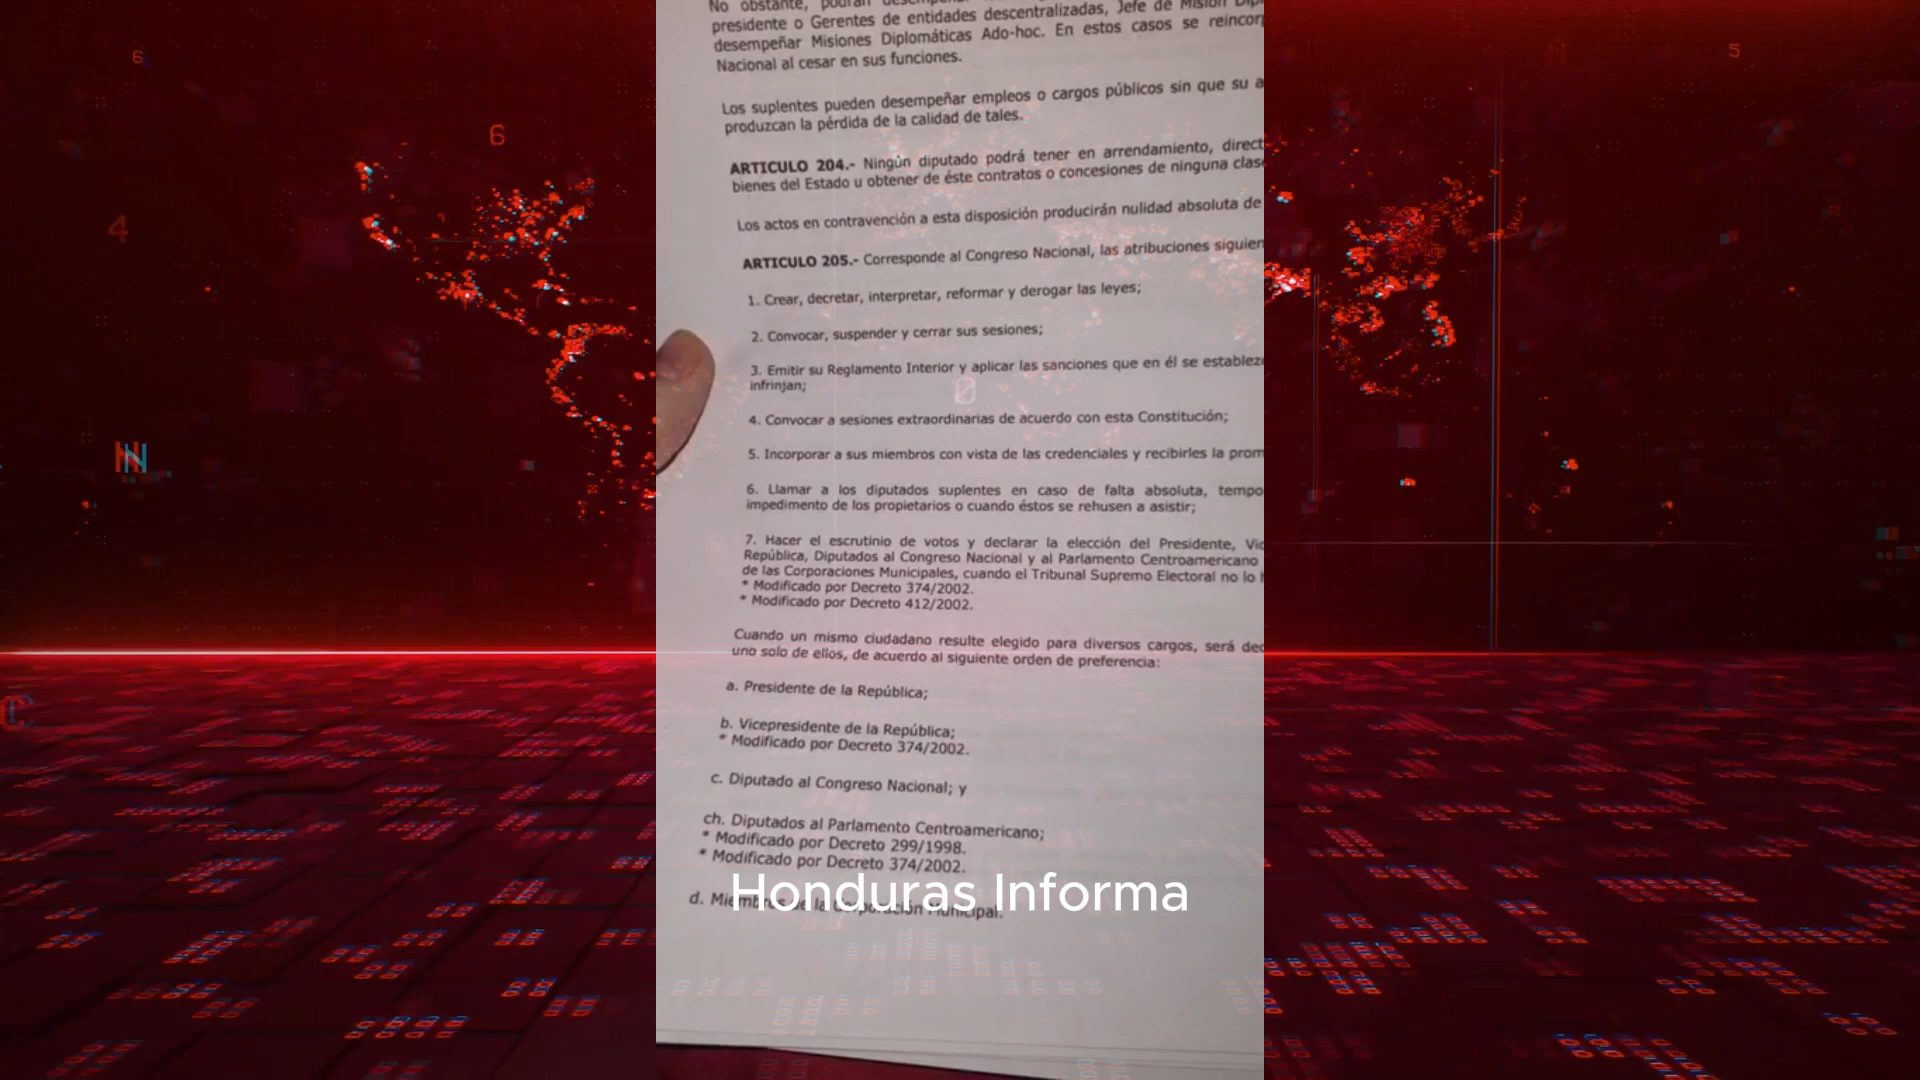 No obstante, podrán
presidente o Gerentes de entidades descentralizadas, Jefe de Misión
desempeñar Misiones Diplomáticas Ado-hoc. En estos casos se
Nacional al cesar en sus funciones.
Los suplentes pueden desempeñar empleos o cargos públicos sin que su
produzcan la pérdida de la calidad de tales.
ARTICULO 204.- Ningún diputado podrá tener en arrendamiento,
bienes del Estado u obtener de éste contratos o concesiones de ninguna
Los actos en contravención a esta disposición producirán nulidad absoluta de
ARTICULO 205.- Corresponde al Congreso Nacional, las atribuciones
1. Crear, decretar, interpretar, reformar y derogar las leyes;
2. Convocar, suspender y cerrar sus sesiones;
3. Emitir su Reglamento Interior y aplicar las sanciones que en él se
infrinjan;
4. Convocar a sesiones extraordinarias de acuerdo con esta Constitución;
5. Incorporar a sus miembros con vista de las credenciales y recibirles la
6. Llamar a los diputados suplentes en caso de falta absoluta,
impedimento de los propietarios o cuando éstos se rehusen a asistir;
7. Hacer el escrutinio de votos y declarar la elección del Presidente,
República, Diputados al Congreso Nacional y al Parlamento Centroamericano
de las Corporaciones Municipales, cuando el Tribunal Supremo Electoral no lo
* Modificado por Decreto 374/2002.
* Modificado por Decreto 412/2002.
Cuando un mismo ciudadano resulte elegido para diversos cargos, será
uno solo de ellos, de acuerdo al siguiente orden de preferencia:
a. Presidente de la República;
b. Vicepresidente de la República;
* Modificado por Decreto 374/2002.
c. Diputado al Congreso Nacional; y
ch. Diputados al Parlamento Centroamericano;
* Modificado por Decreto 299/1998.
* Modificado por Decreto 374/2002.
Honduras Informa
d. Miembros de la Corporación Municipal.